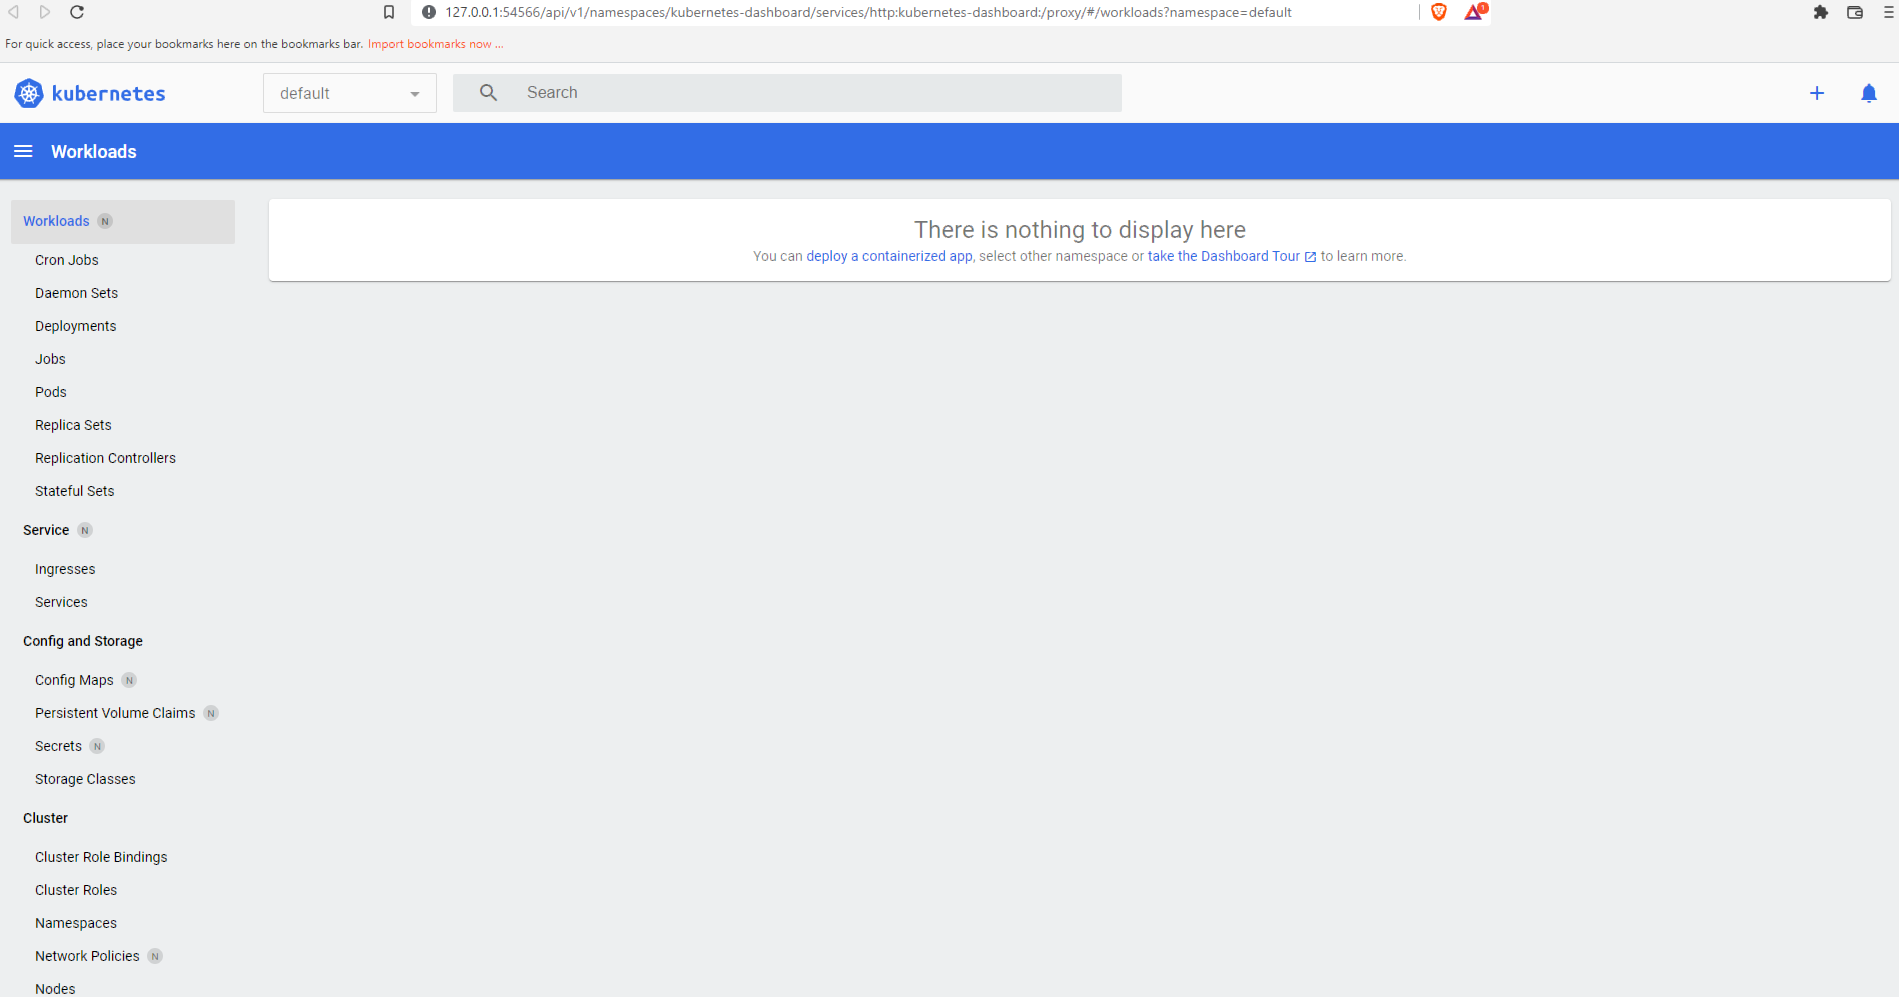 127.0.0.1:54566/api/v1/namespaces/kubernetes-dashboard/services/http:kubernetes-dashboard:/proxy/#/workloads?namespace=default
1
For quick access, place your bookmarks here on the bookmarks bar. Import bookmarks now ...
kubernetes
default
Search
Workloads
Workloads N
There is nothing to display here
You can deploy a containerized app, select other namespace or take the Dashboard Tour to learn more.
Cron Jobs
Daemon Sets
Deployments
Jobs
Pods
Replica Sets
Replication Controllers
Stateful Sets
Service N
Ingresses
Services
Config and Storage
Config Maps N
Persistent Volume Claims N
Secrets N
Storage Classes
Cluster
Cluster Role Bindings
Cluster Roles
Namespaces
Network Policies N
Nodes